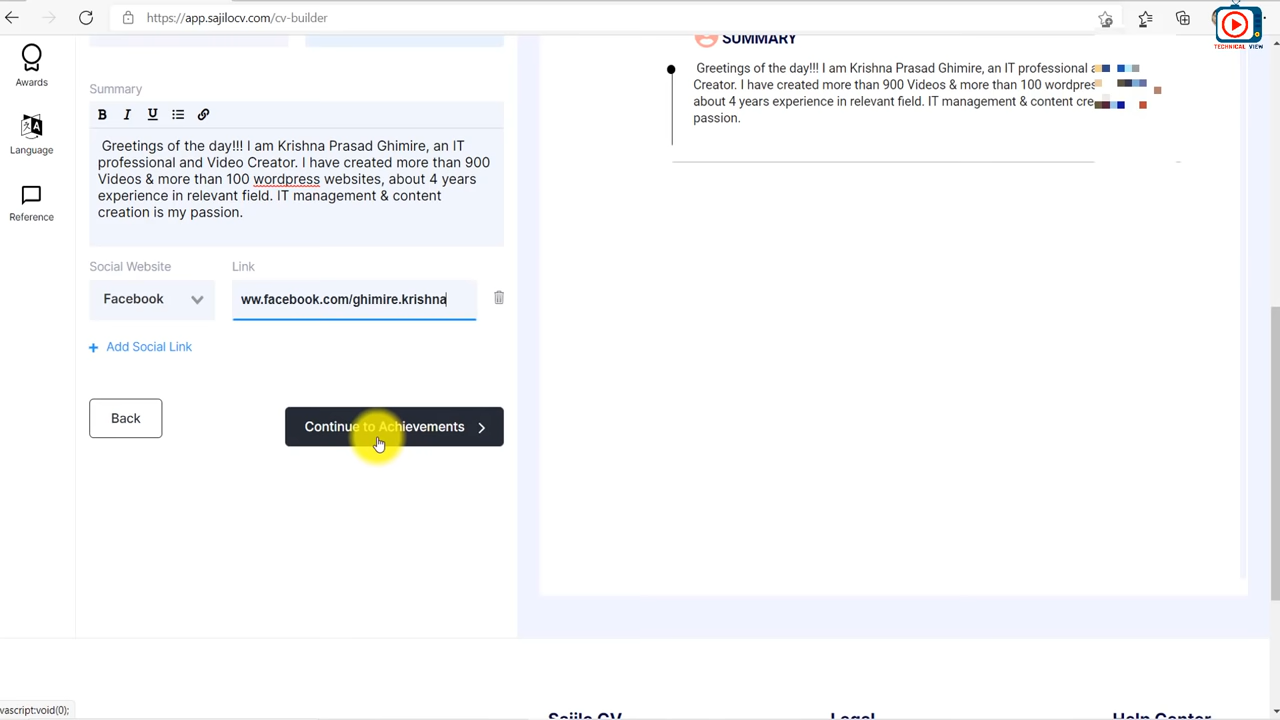 https://app.sajilocv.com/cv-builder
TECHNICAL VIEW
Awards
Language
Reference
Summary
B I U
Greetings of the day!!! I am Krishna Prasad Ghimire, an IT
professional and Video Creator. I have created more than 900
Videos & more than 100 wordpress websites, about 4 years
experience in relevant field. IT management & content
creation is my passion.
Social Website
Link
Facebook
ww.facebook.com/ghimire.krishna
+ Add Social Link
Back
Continue to Achievements
SUMMARY
Greetings of the day!!! I am Krishna Prasad Ghimire, an IT professional
Creator. I have created more than 900 Videos & more than 100 wordpres
about 4 years experience in relevant field. IT management & content cre
passion.
Sajilo CV
Legal
Help Center
vascript:void(0);